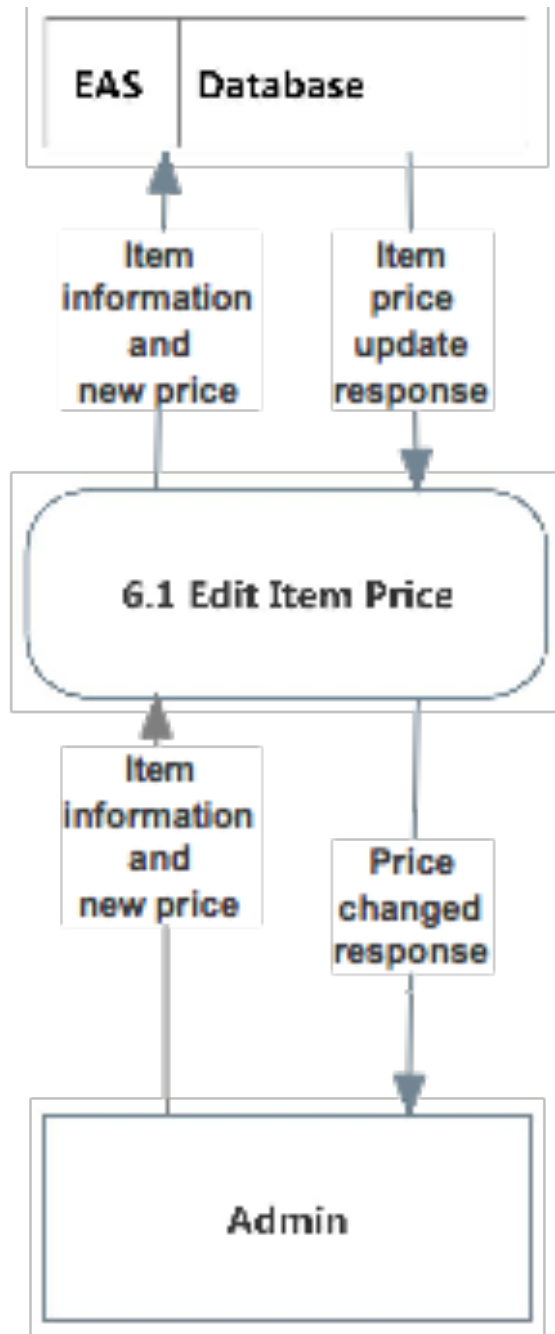 EAS Database
Item
information
and
new price
Item
price
update
response
6.1 Edit Item Price
Item
information
and
new price
Price
changed
response
Admin